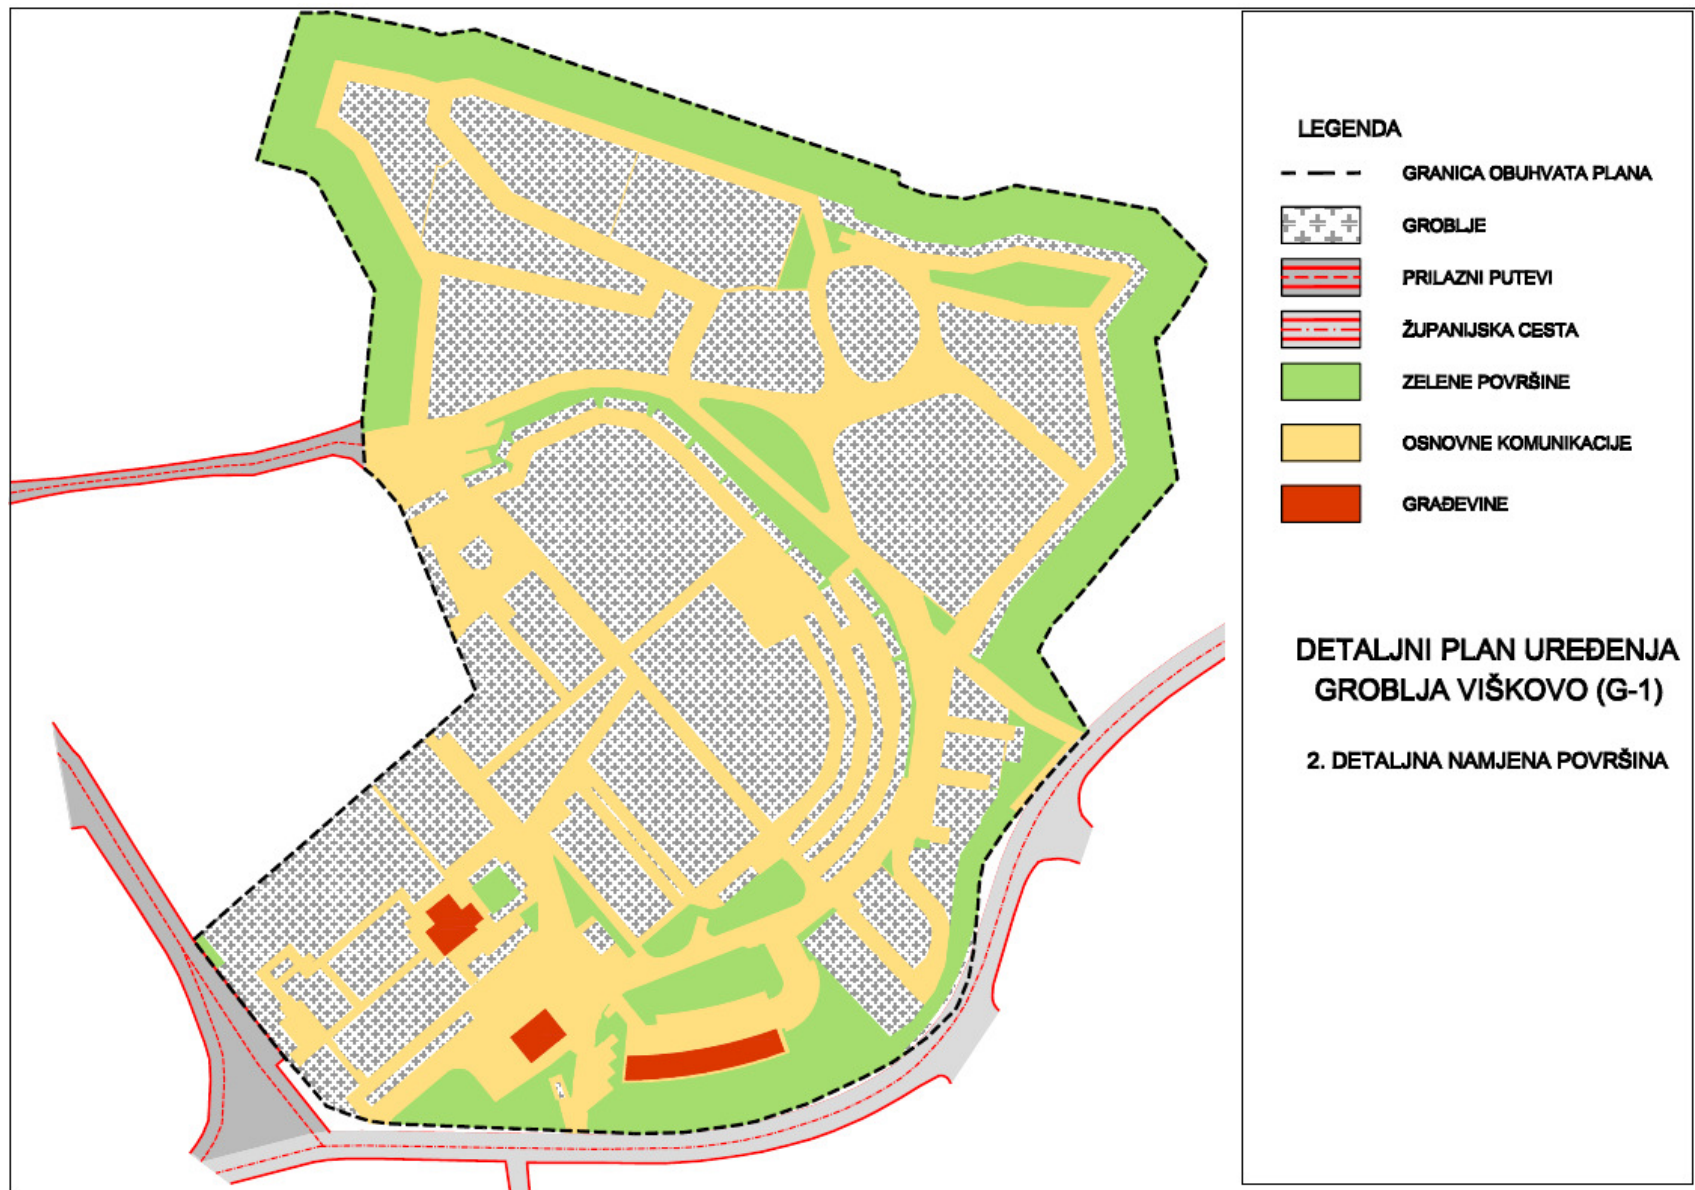 LEGENDA
GRANICA OBUHVATA PLANA
GROBLJE
PRILAZNI PUTEVI
ŽUPANIJSKA CESTA
ZELENE POVRŠINE
OSNOVNE KOMUNIKACIJE
GRAĐEVINE
DETALJNI PLAN UREĐENJA
GROBLJA VIŠKOVO (G-1)
2. DETALJNA NAMJENA POVRŠINA